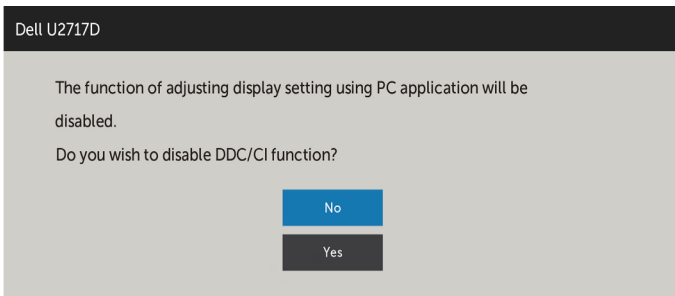 Dell U2717D
The function of adjusting display setting using PC application will be
disabled.
Do you wish to disable DDC/CI function?
No
Yes